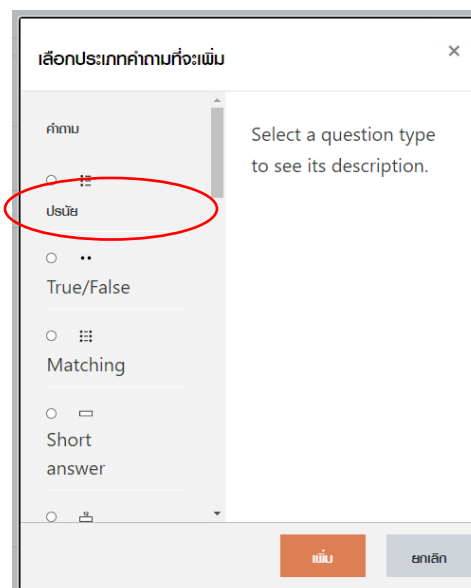 เลือกประเภทคำถามที่จะเพิ่ม
×
คำถาม
ปรนัย
True/False
Matching
Short
answer
Select a question type
to see its description.
เพิ่ม
ยกเลิก